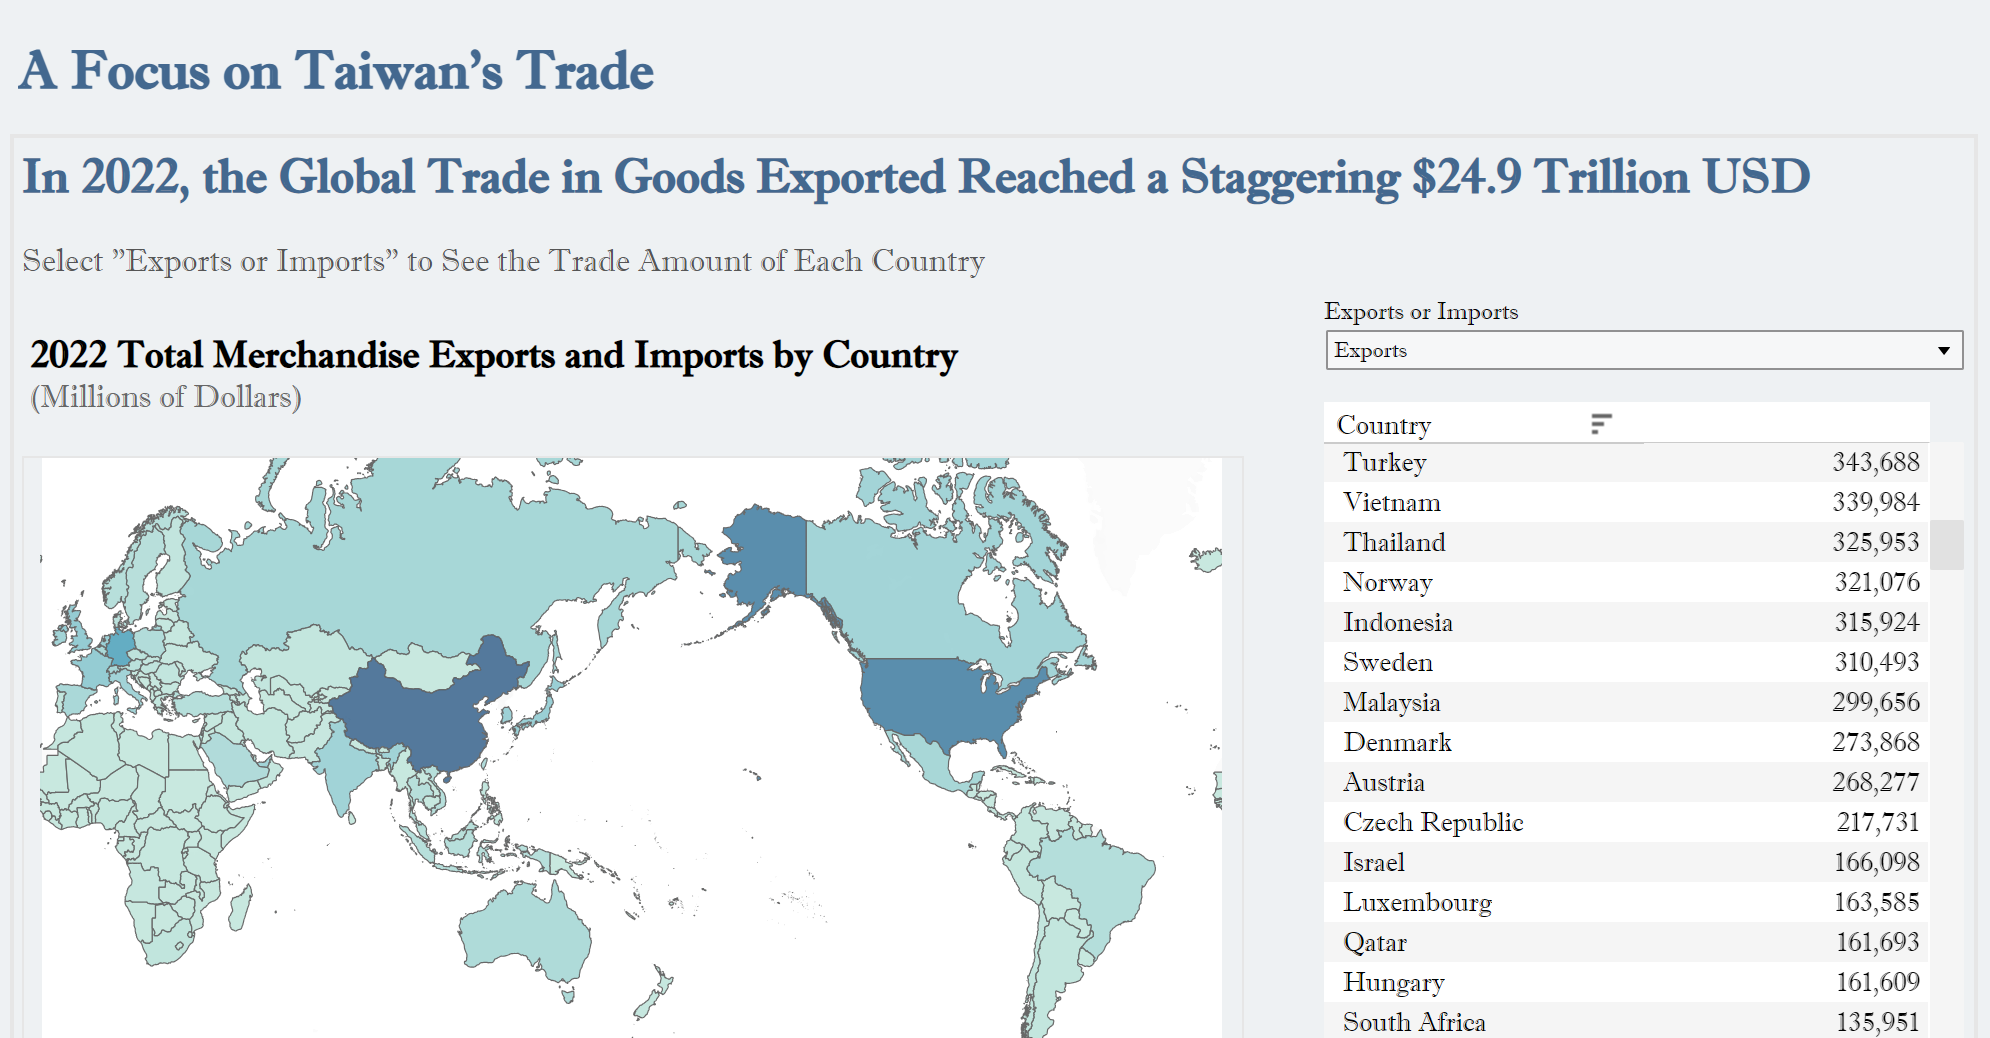 A Focus on Taiwan’s Trade
In 2022, the Global Trade in Goods Exported Reached a Staggering $24.9 Trillion USD
Select ”Exports or Imports” to See the Trade Amount of Each Country
2022 Total Merchandise Exports and Imports by Country
(Millions of Dollars)
Exports or Imports
Exports
Country
Turkey 343,688
Vietnam 339,984
Thailand 325,953
Norway 321,076
Indonesia 315,924
Sweden 310,493
Malaysia 299,656
Denmark 273,868
Austria 268,277
Czech Republic 217,731
Israel 166,098
Luxembourg 163,585
Qatar 161,693
Hungary 161,609
South Africa 135,951